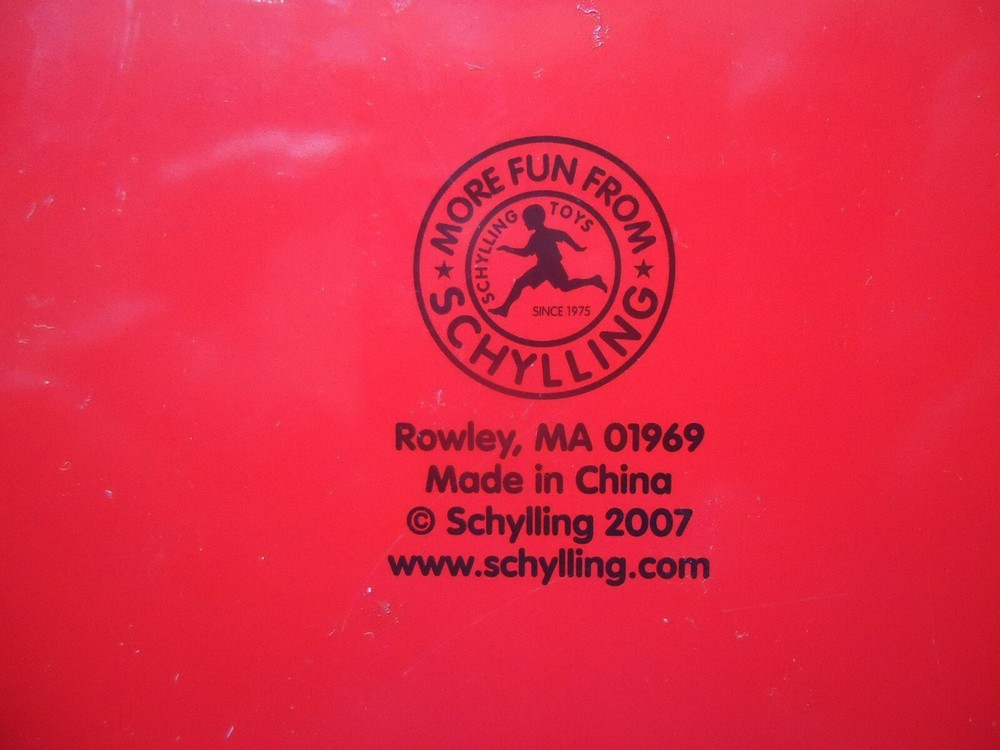 MORE FUN FROM
SCHYLLING
SCHYLLING TOYS
SINCE 1975
Rowley, MA 01969
Made in China
© Schylling 2007
www.schylling.com